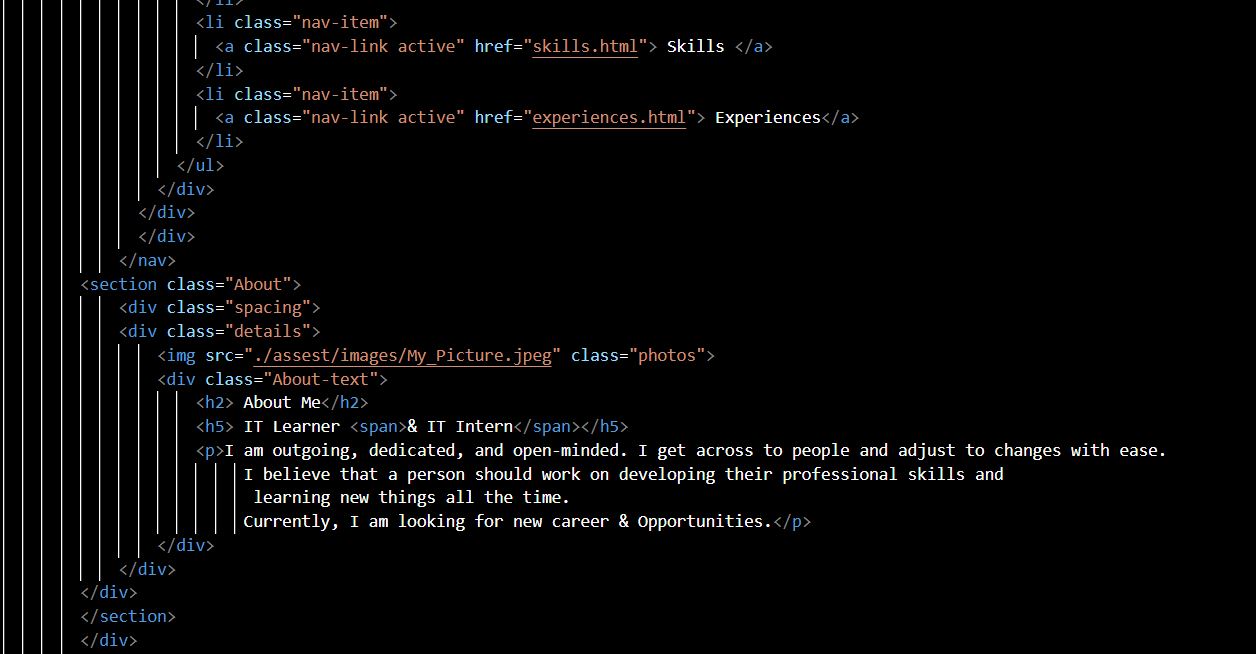 </li>
<li class="nav-item">
<a class="nav-link active" href="skills.html"> Skills </a>
</li>
<li class="nav-item">
<a class="nav-link active" href="experiences.html"> Experiences</a>
</li>
</ul>
</div>
</div>
</div>
</nav>
<section class="About">
<div class="spacing">
<div class="details">
<img src="./assest/images/My_Picture.jpeg" class="photos">
<div class="About-text">
<h2> About Me</h2>
<h5> IT Learner <span>& IT Intern</span></h5>
<p>I am outgoing, dedicated, and open-minded. I get across to people and adjust to changes with ease.
I believe that a person should work on developing their professional skills and
learning new things all the time.
Currently, I am looking for new career & Opportunities.</p>
</div>
</div>
</div>
</section>
</div>